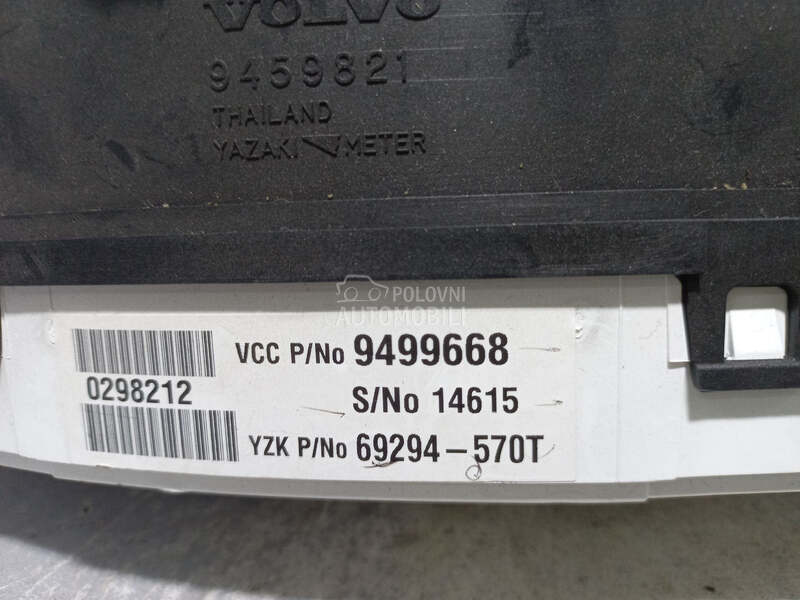 VOLVO
9459821
THAILAND
YAZAKI METER
POLOVNI
AUTOMOBILI
VCC P/No 9499668
0298212
S/No 14615
YZK P/No 69294-570T